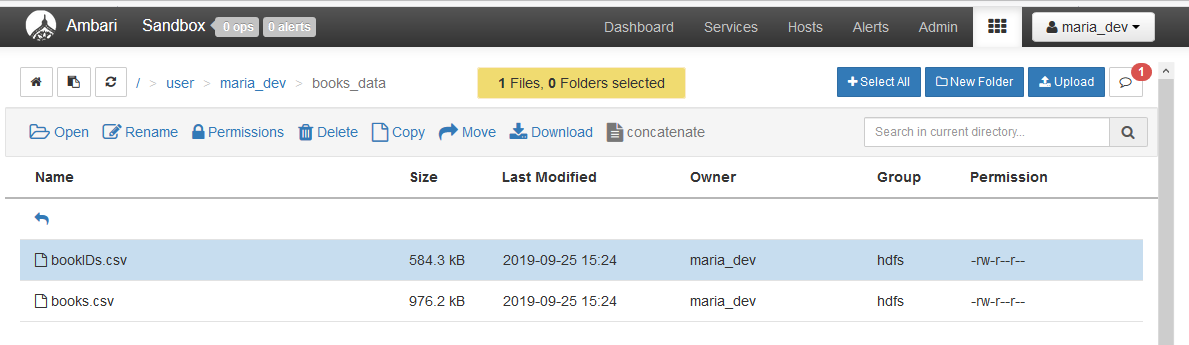 Ambari Sandbox 0 ops 0 alerts Dashboard Services Hosts Alerts Admin maria_dev
/ > user > maria_dev > books_data 1 Files, 0 Folders selected Select All New Folder Upload 1
Open Rename Permissions Delete Copy Move Download concatenate Search in current directory...
Name Size Last Modified Owner Group Permission
bookIDs.csv 584.3 kB 2019-09-25 15:24 maria_dev hdfs -rw-r--r--
books.csv 976.2 kB 2019-09-25 15:24 maria_dev hdfs -rw-r--r--